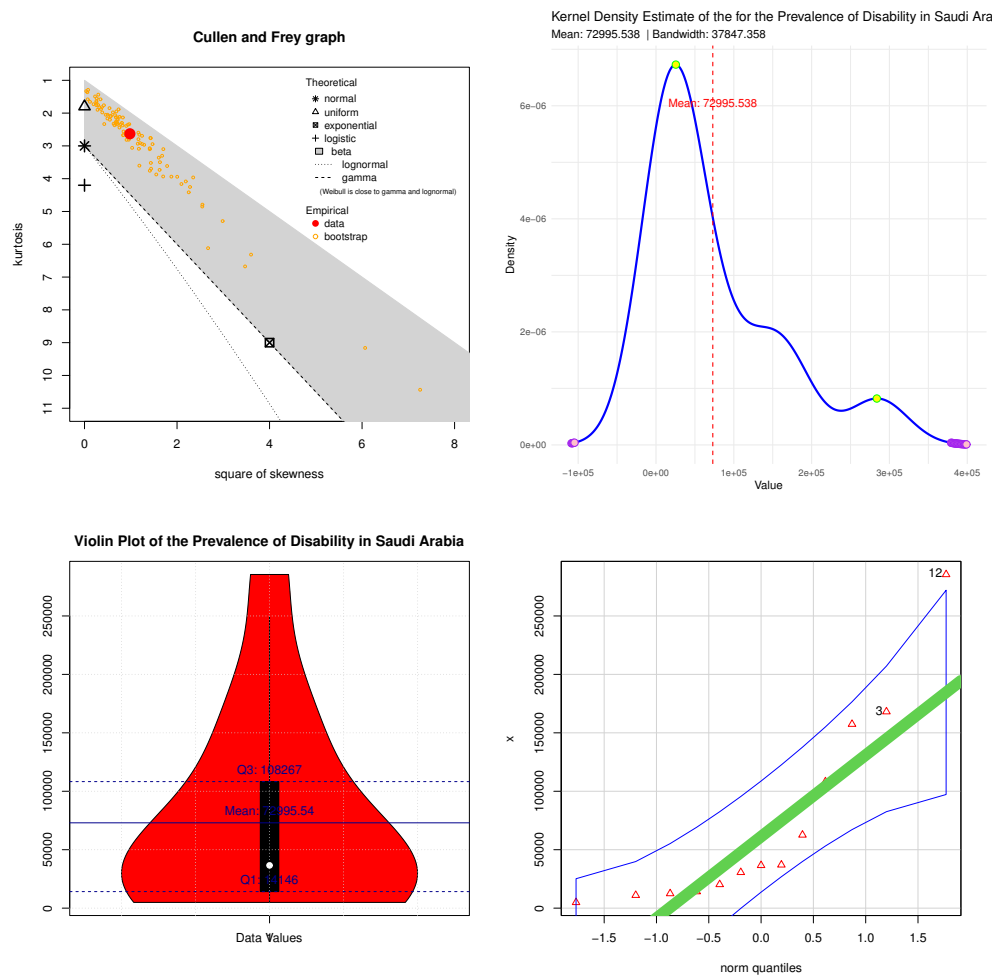 Cullen and Frey graph
kurtosis
1
2
3
4
5
6
7
8
9
10
11
0
2
4
6
8
square of skewness
Theoretical
normal
uniform
exponential
logistic
beta
lognormal
gamma
(Weibull is close to gamma and lognormal)
Empirical
data
bootstrap
Kernel Density Estimate of the for the Prevalence of Disability in Saudi Ara
Mean: 72995.538 | Bandwidth: 37847.358
Mean: 72995.538
Density
6e−06
4e−06
2e−06
0e+00
−1e+05
0e+00
1e+05
2e+05
3e+05
4e+05
Value
Violin Plot of the Prevalence of Disability in Saudi Arabia
250000
200000
150000
100000
50000
0
Q3: 108267
Mean: 72995.54
Data Values
x
250000
200000
150000
100000
50000
0
12
3
−1.5
−1.0
−0.5
0.0
0.5
1.0
1.5
norm quantiles